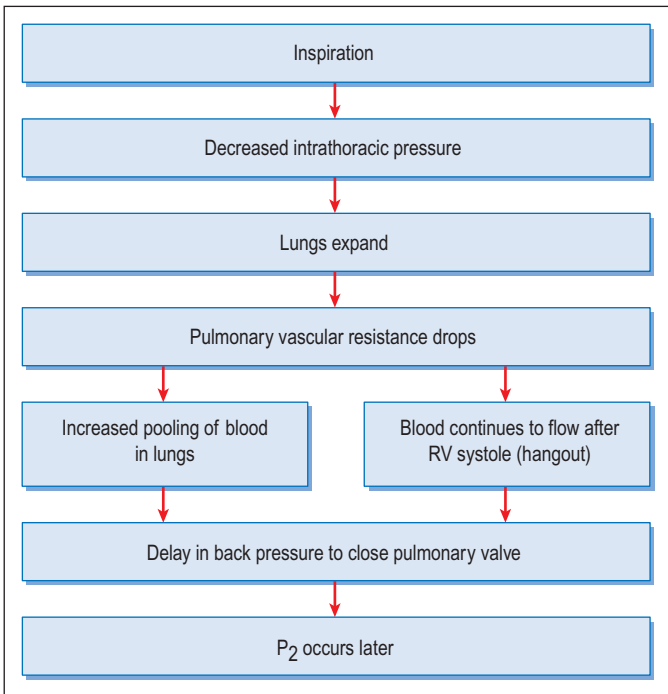 Inspiration
Decreased intrathoracic pressure
Lungs expand
Pulmonary vascular resistance drops
Increased pooling of blood
in lungs
Blood continues to flow after
RV systole (hangout)
Delay in back pressure to close pulmonary valve
P2 occurs later